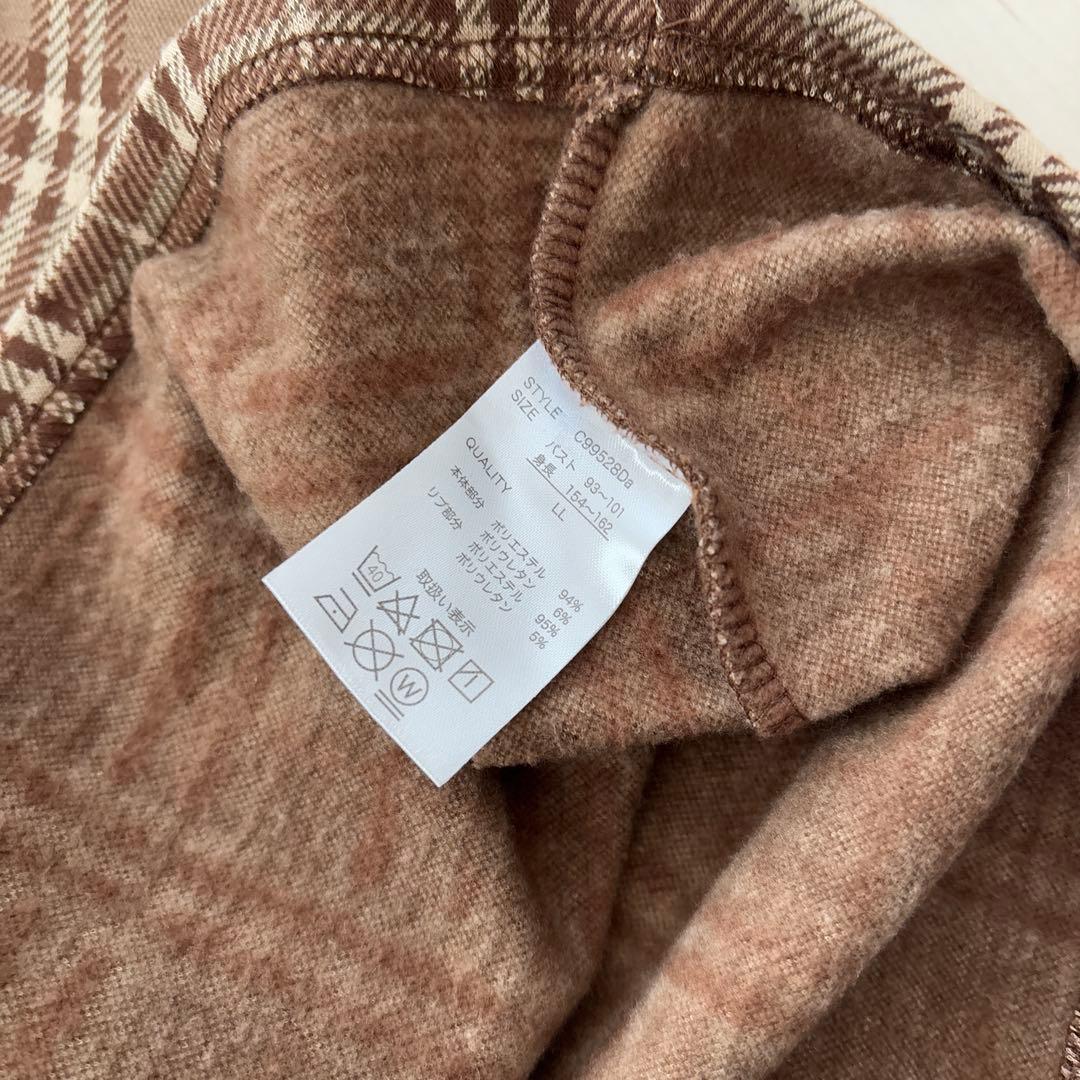 STYLE C99528Da
SIZE バスト 93~101
身長 154~162
LL
QUALITY
本体部分 ポリエステル 94%
ポリウレタン 6%
リブ部分 ポリエステル 95%
ポリウレタン 5%
取扱い表示
40
W